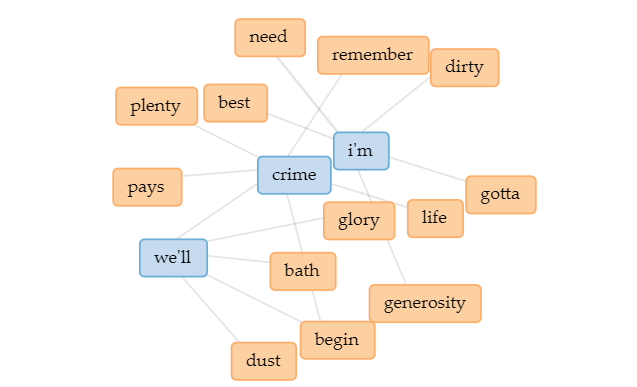 need
remember
dirty
plenty
best
i'm
crime
pays
gotta
life
glory
we'll
bath
generosity
begin
dust